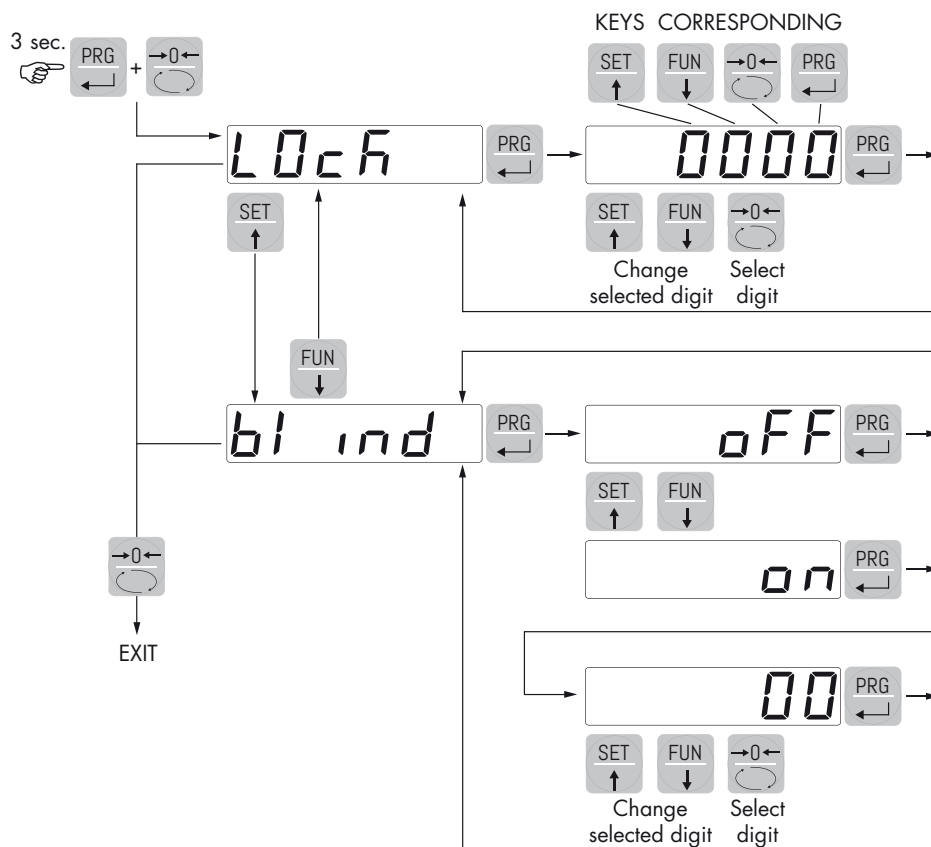 KEYS CORRESPONDING
3 sec.
PRG + →0←
SET FUN →0← PRG
LOcK PRG 0000 PRG
SET
SET FUN →0←
Change selected digit
Select digit
FUN
blind PRG oFF PRG
SET FUN
on PRG
→0←
EXIT
00 PRG
SET FUN →0←
Change selected digit
Select digit